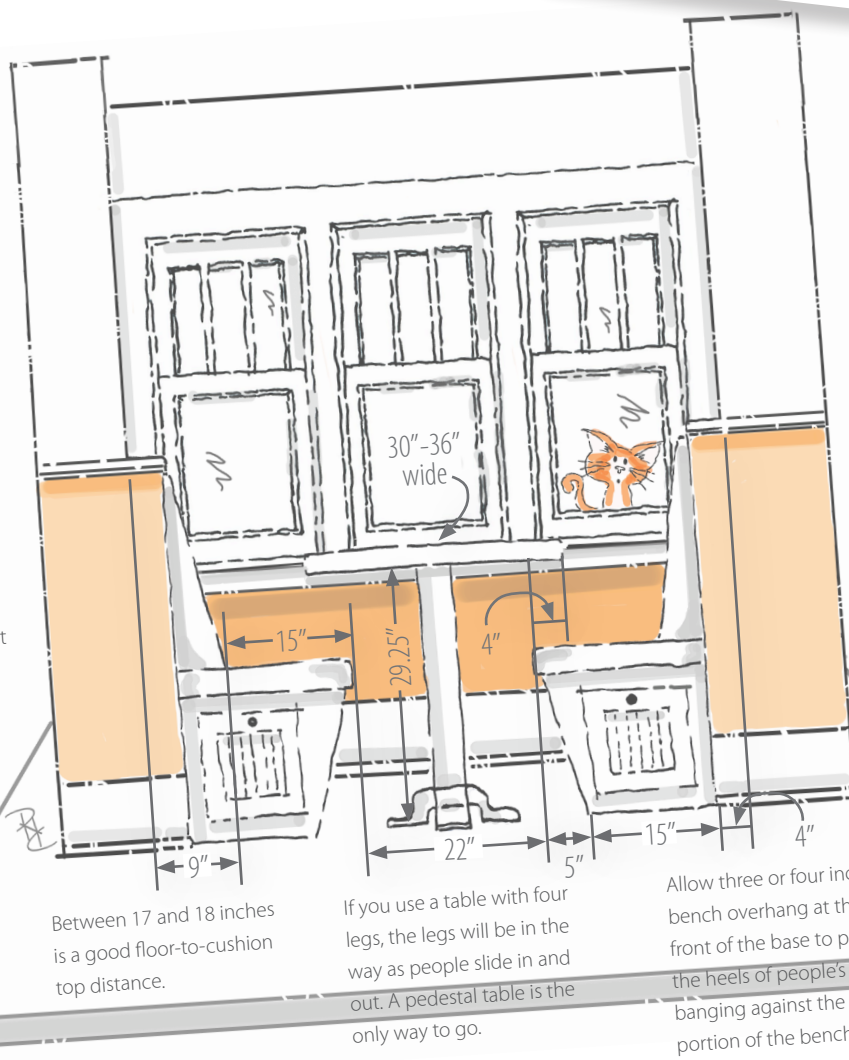 30”-36”
wide
4”
15”
29.25”
t
9”
22”
5”
15”
4”
Between 17 and 18 inches
is a good floor-to-cushion
top distance.
If you use a table with four
legs, the legs will be in the
way as people slide in and
out. A pedestal table is the
only way to go.
Allow three or four inc
bench overhang at th
front of the base to p
the heels of people’s
banging against the
portion of the bench